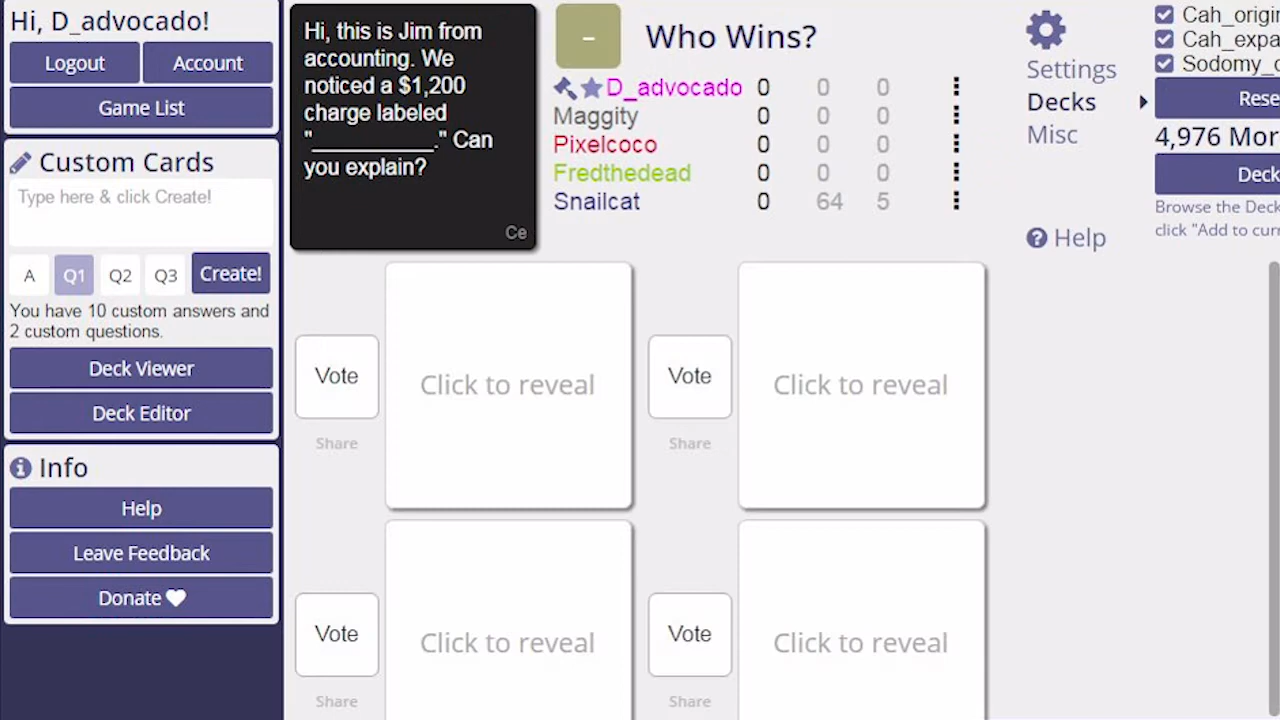 Hi, D_advocado!
Logout
Account
Game List
Custom Cards
Type here & click Create!
A
Q1
Q2
Q3
Create!
You have 10 custom answers and
2 custom questions.
Deck Viewer
Deck Editor
Info
Help
Leave Feedback
Donate
Hi, this is Jim from
accounting. We
noticed a $1,200
charge labeled
"__________." Can
you explain?
Ce
–
Who Wins?
D_advocado 0 0 0
Maggity 0 0 0
Pixelcoco 0 0 0
Fredthedead 0 0 0
Snailcat 0 64 5
Vote
Share
Click to reveal
Vote
Share
Click to reveal
Vote
Share
Click to reveal
Vote
Share
Click to reveal
Settings
Decks
Misc
Help
Cah_origin
Cah_expa
Sodomy_
Rese
4,976 Mor
Deck
Browse the Deck
click "Add to curr